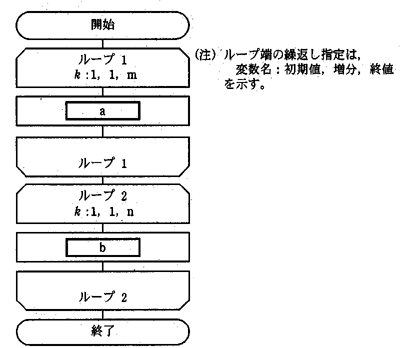 開始
ループ 1
k:1, 1, m
(注) ループ端の繰返し指定は,
変数名:初期値, 増分, 終値
を示す。
a
ループ 1
ループ 2
k:1, 1, n
b
ループ 2
終了